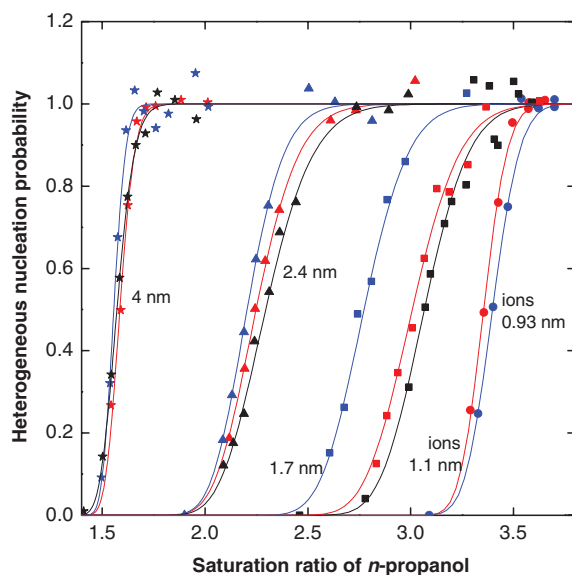 1.2
1.0
0.8
0.6
0.4
0.2
0.0
Heterogeneous nucleation probability
4 nm
2.4 nm
1.7 nm
ions
0.93 nm
ions
1.1 nm
1.5
2.0
2.5
3.0
3.5
Saturation ratio of n-propanol